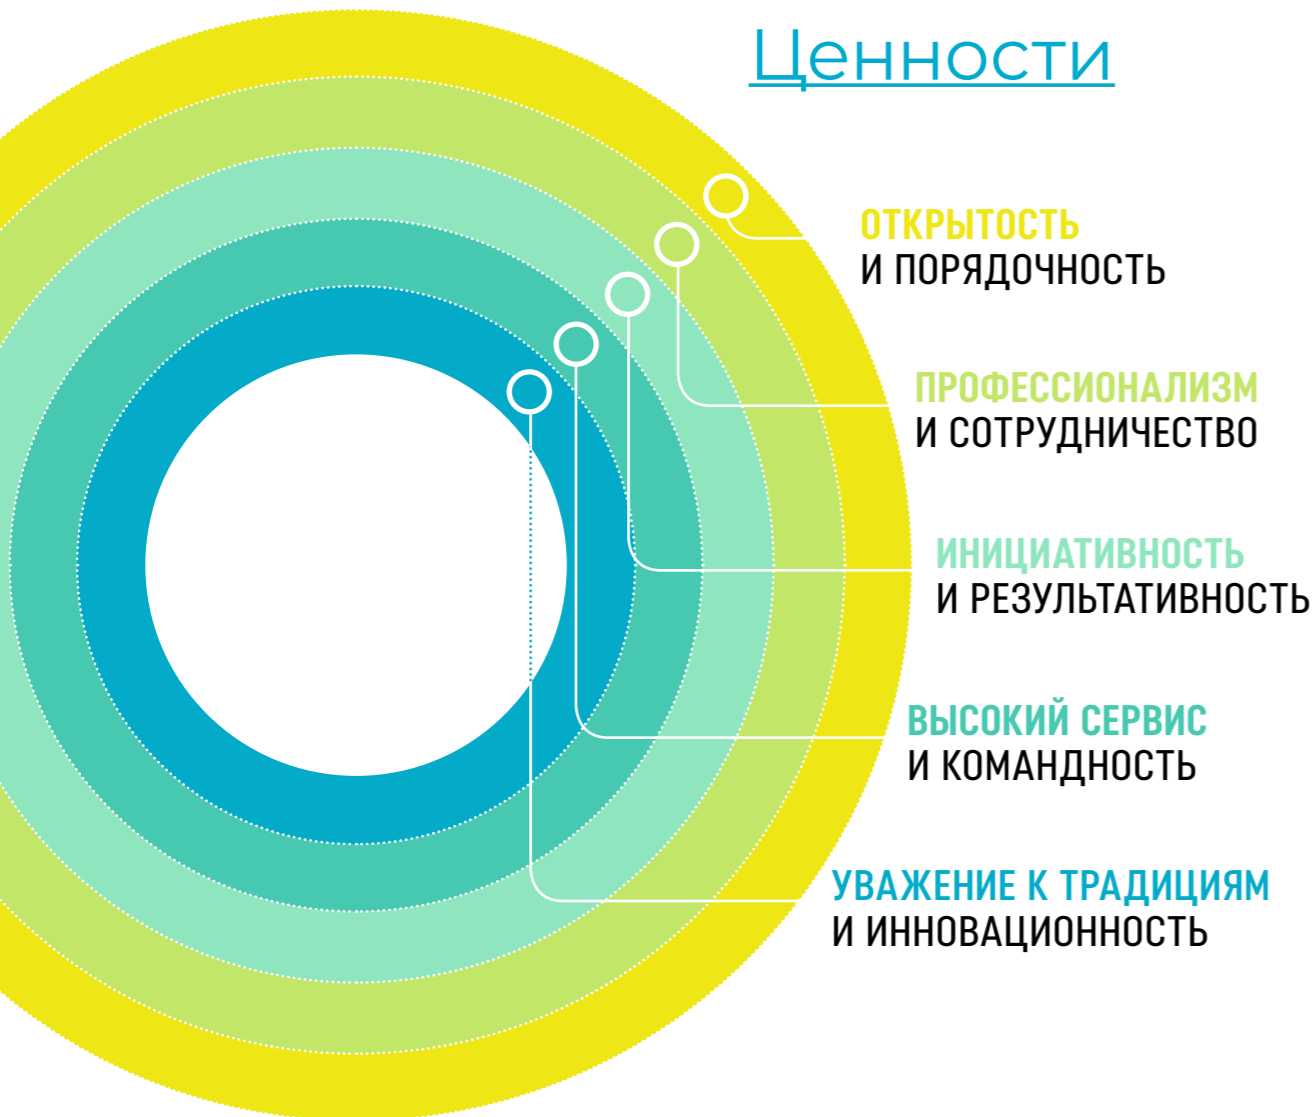 Ценности
ОТКРЫТОСТЬ
И ПОРЯДОЧНОСТЬ
ПРОФЕССИОНАЛИЗМ
И СОТРУДНИЧЕСТВО
ИНИЦИАТИВНОСТЬ
И РЕЗУЛЬТАТИВНОСТЬ
ВЫСОКИЙ СЕРВИС
И КОМАНДНОСТЬ
УВАЖЕНИЕ К ТРАДИЦИЯМ
И ИННОВАЦИОННОСТЬ